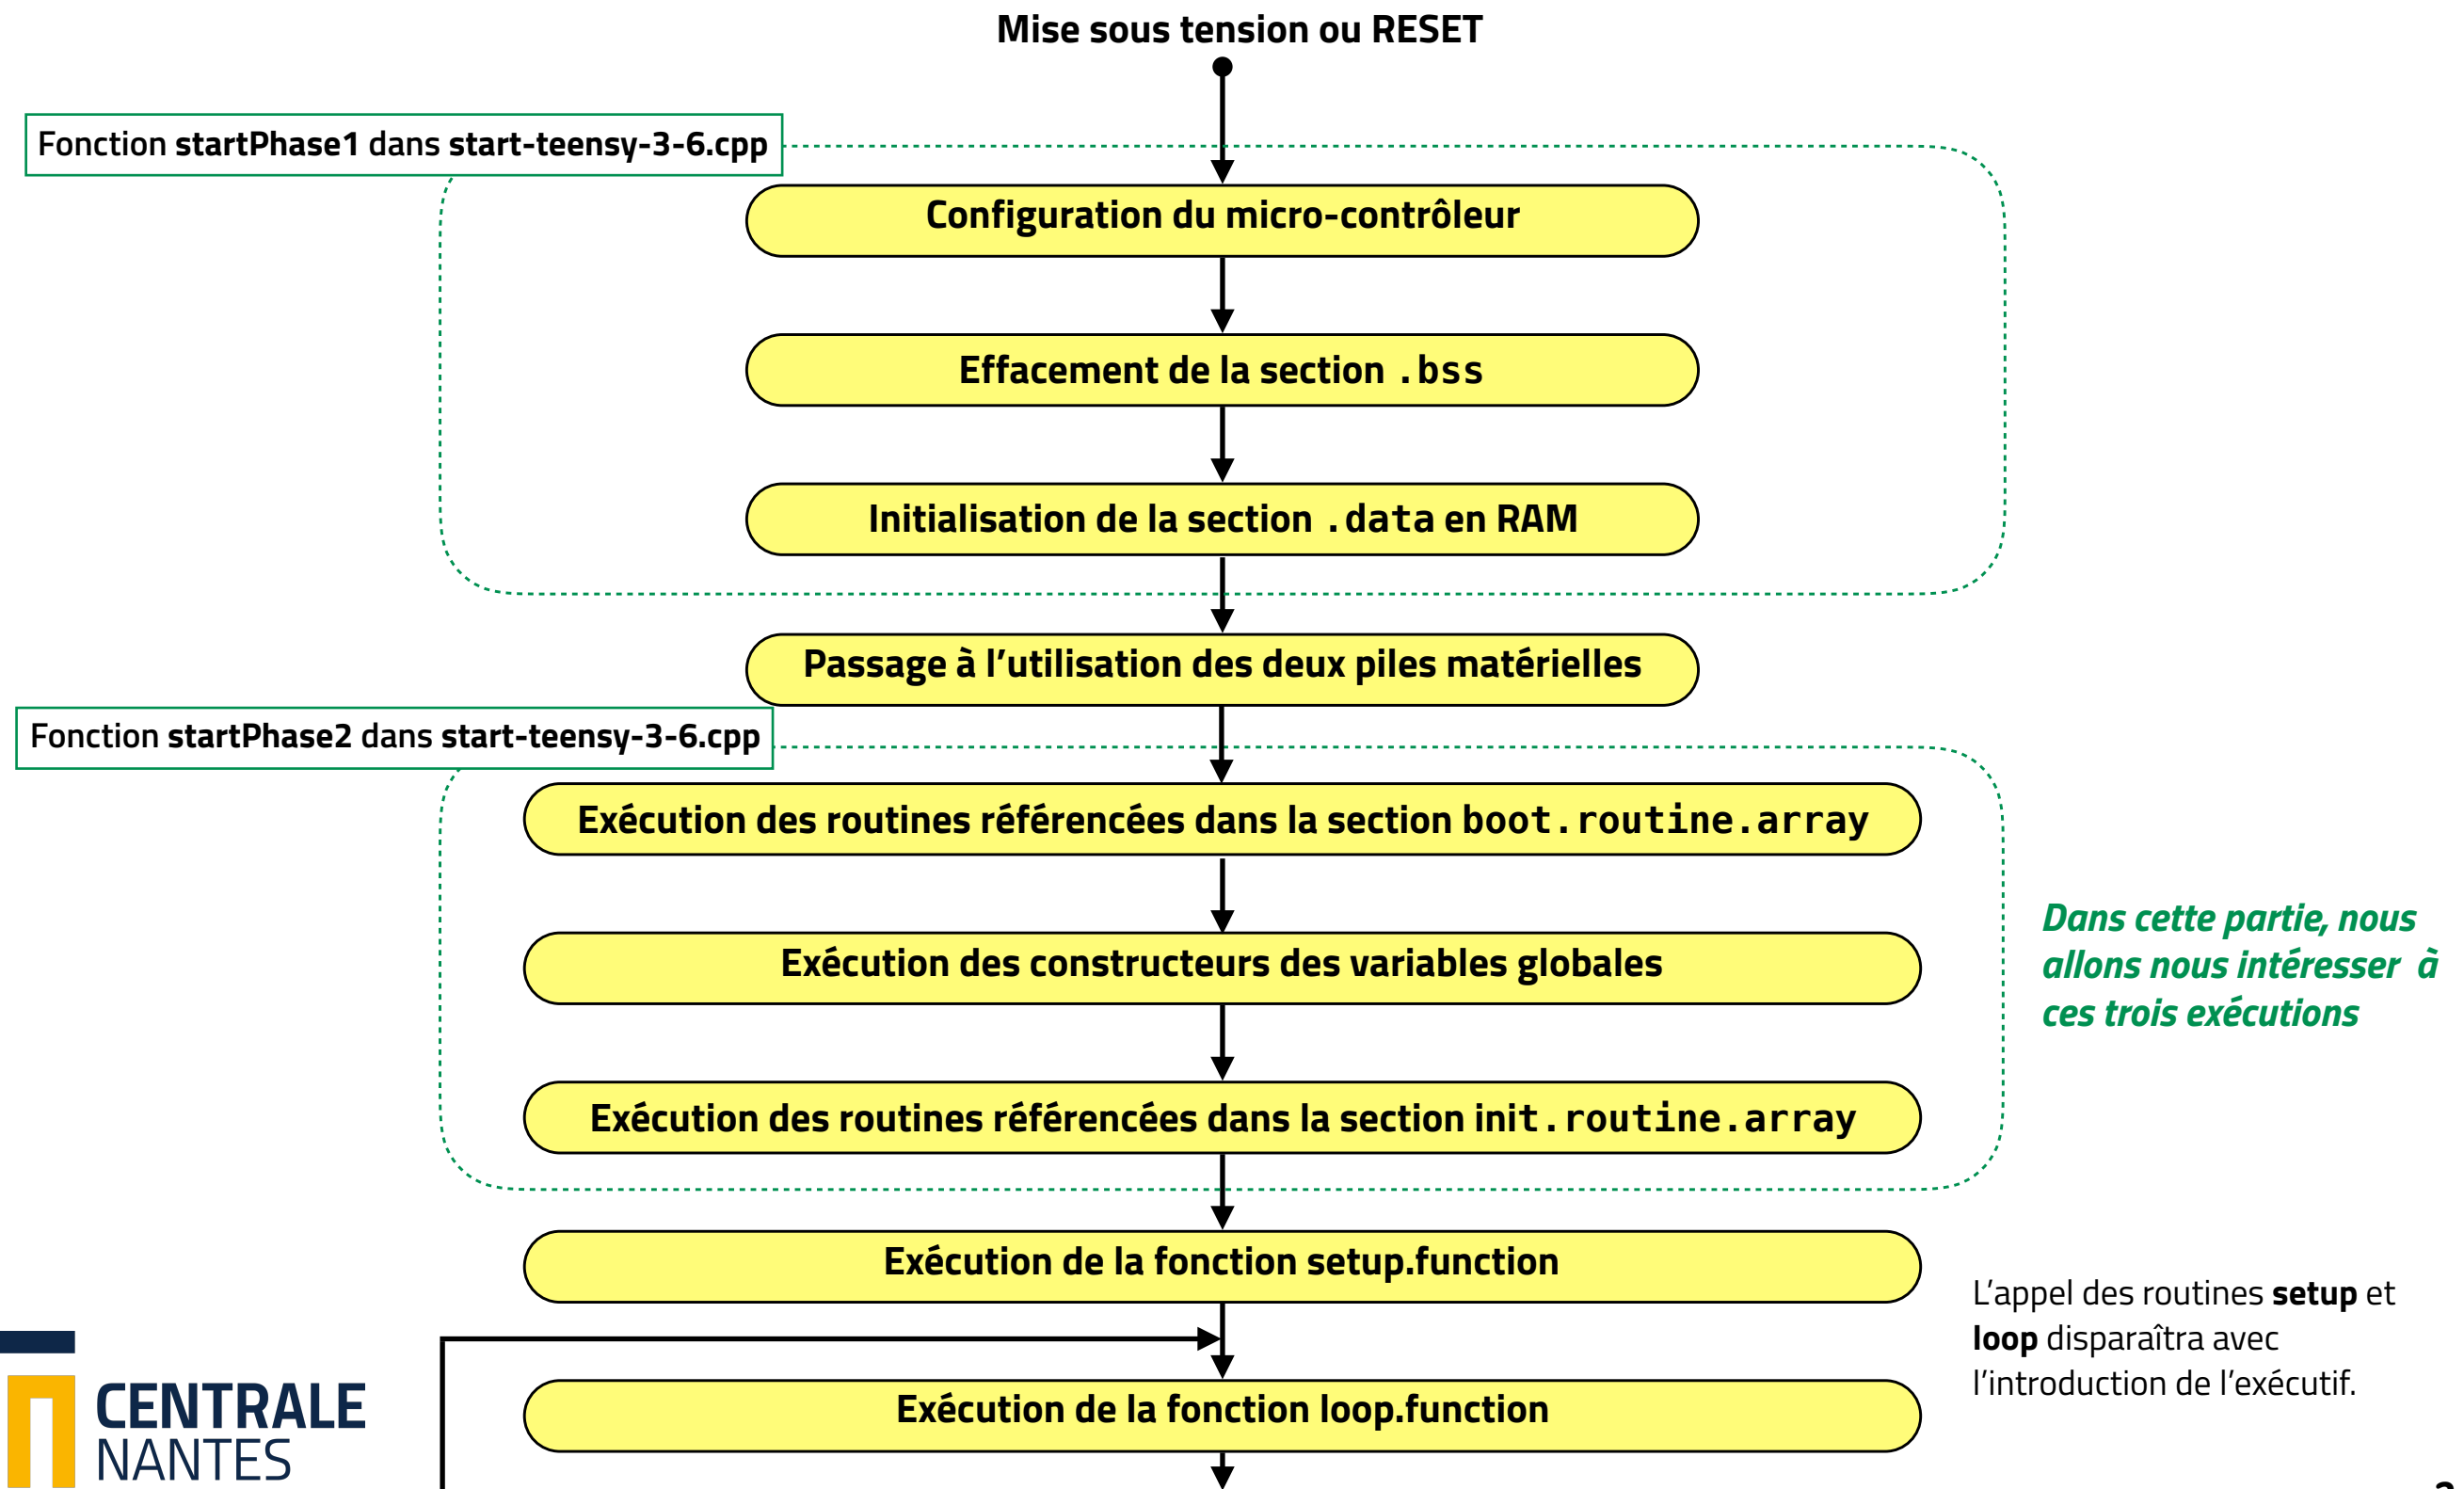 Mise sous tension ou RESET
Fonction startPhase1 dans start-teensy-3-6.cpp
Configuration du micro-contrôleur
Effacement de la section .bss
Initialisation de la section .data en RAM
Passage à l’utilisation des deux piles matérielles
Fonction startPhase2 dans start-teensy-3-6.cpp
Exécution des routines référencées dans la section boot.routine.array
Exécution des constructeurs des variables globales
Dans cette partie, nous
allons nous intéresser à
ces trois exécutions
Exécution des routines référencées dans la section init.routine.array
Exécution de la fonction setup.function
L’appel des routines setup et
loop disparaîtra avec
l’introduction de l’exécutif.
Exécution de la fonction loop.function
CENTRALE
NANTES